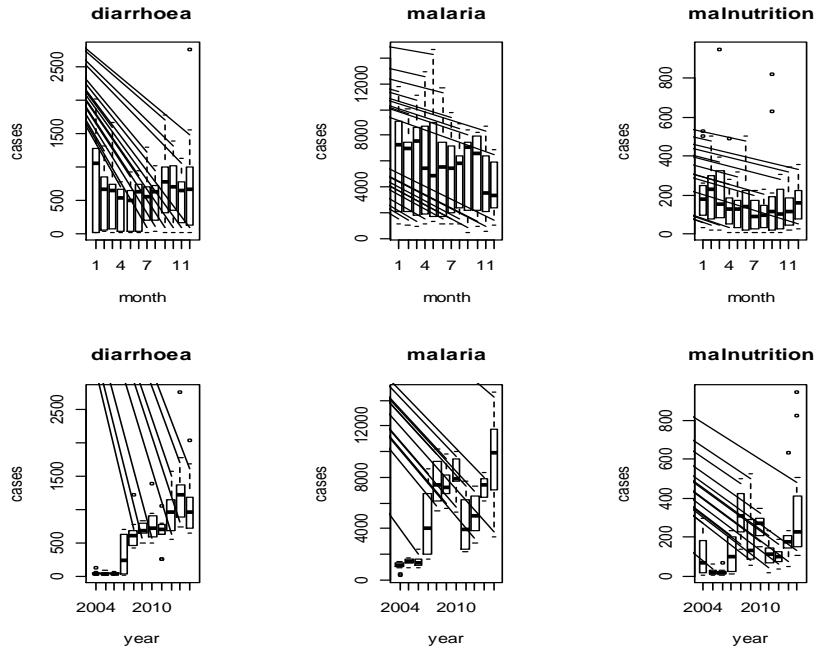 diarrhoea
malaria
malnutrition
cases
0
500
1500
2500
1
4
7
11
month
cases
0
4000
8000
14000
1
4
7
11
month
cases
0
200
400
600
800
1
4
7
11
month
diarrhoea
malaria
malnutrition
cases
0
500
1500
2500
2004
2010
year
cases
0
4000
8000
14000
2004
2010
year
cases
0
200
400
600
800
2004
2010
year